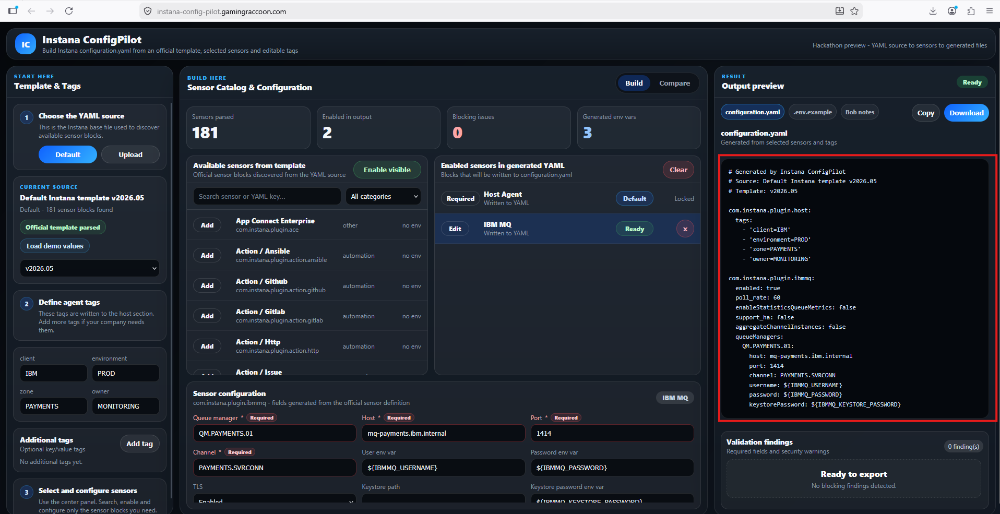 instana-config-pilot.gamingraccoon.com
IC
Instana ConfigPilot
Build Instana configuration.yaml from an official template, selected sensors and editable tags
Hackathon preview - YAML source to sensors to generated files
START HERE
Template & Tags
1
Choose the YAML source
This is the Instana base file used to discover
available sensor blocks.
Default
Upload
CURRENT SOURCE
Default Instana template v2026.05
Default - 181 sensor blocks found
Official template parsed
Load demo values
v2026.05
2
Define agent tags
These tags are written to the host section.
Add more tags if your company needs
them.
client
environment
IBM
PROD
zone
owner
PAYMENTS
MONITORING
Additional tags
Optional key/value tags
Add tag
No additional tags yet.
3
Select and configure sensors
Use the center panel. Search, enable and
configure only the sensor blocks you need.
BUILD HERE
Sensor Catalog & Configuration
Build
Compare
Sensors parsed
181
Enabled in output
2
Blocking issues
0
Generated env vars
3
Available sensors from template
Official sensor blocks discovered from the YAML source
Enable visible
Search sensor or YAML key...
All categories
Add
App Connect Enterprise
com.instana.plugin.ace
other
no env
Add
Action / Ansible
com.instana.plugin.action.ansible
automation
no env
Add
Action / Github
com.instana.plugin.action.github
automation
no env
Add
Action / Gitlab
com.instana.plugin.action.gitlab
automation
no env
Add
Action / Http
com.instana.plugin.action.http
automation
no env
Action / Issue
Enabled sensors in generated YAML
Blocks that will be written to configuration.yaml
Clear
Required
Host Agent
Written to YAML
Default
Locked
Edit
IBM MQ
Written to YAML
Ready
x
Sensor configuration
com.instana.plugin.ibmmq - fields generated from the official sensor definition
IBM MQ
Queue manager * Required
Host * Required
Port * Required
QM.PAYMENTS.01
mq-payments.ibm.internal
1414
Channel * Required
User env var
Password env var
PAYMENTS.SVRCONN
${IBMMQ_USERNAME}
${IBMMQ_PASSWORD}
TLS
Keystore path
Keystore password env var
Enabled
${IBMMQ_KEYSTORE_PASSWORD}
RESULT
Output preview
Ready
configuration.yaml
.env.example
Bob notes
Copy
Download
configuration.yaml
Generated from selected sensors and tags
# Generated by Instana ConfigPilot
# Source: Default Instana template v2026.05
# Template: v2026.05
com.instana.plugin.host:
tags:
- 'client=IBM'
- 'environment=PROD'
- 'zone=PAYMENTS'
- 'owner=MONITORING'
com.instana.plugin.ibmmq:
enabled: true
poll_rate: 60
enableStatisticsQueueMetrics: false
support_ha: false
aggregateChannelInstances: false
queueManagers:
QM.PAYMENTS.01:
host: mq-payments.ibm.internal
port: 1414
channel: PAYMENTS.SVRCONN
username: ${IBMMQ_USERNAME}
password: ${IBMMQ_PASSWORD}
keystorePassword: ${IBMMQ_KEYSTORE_PASSWORD}
Validation findings
Required fields and security warnings
0 finding(s)
Ready to export
No blocking findings detected.